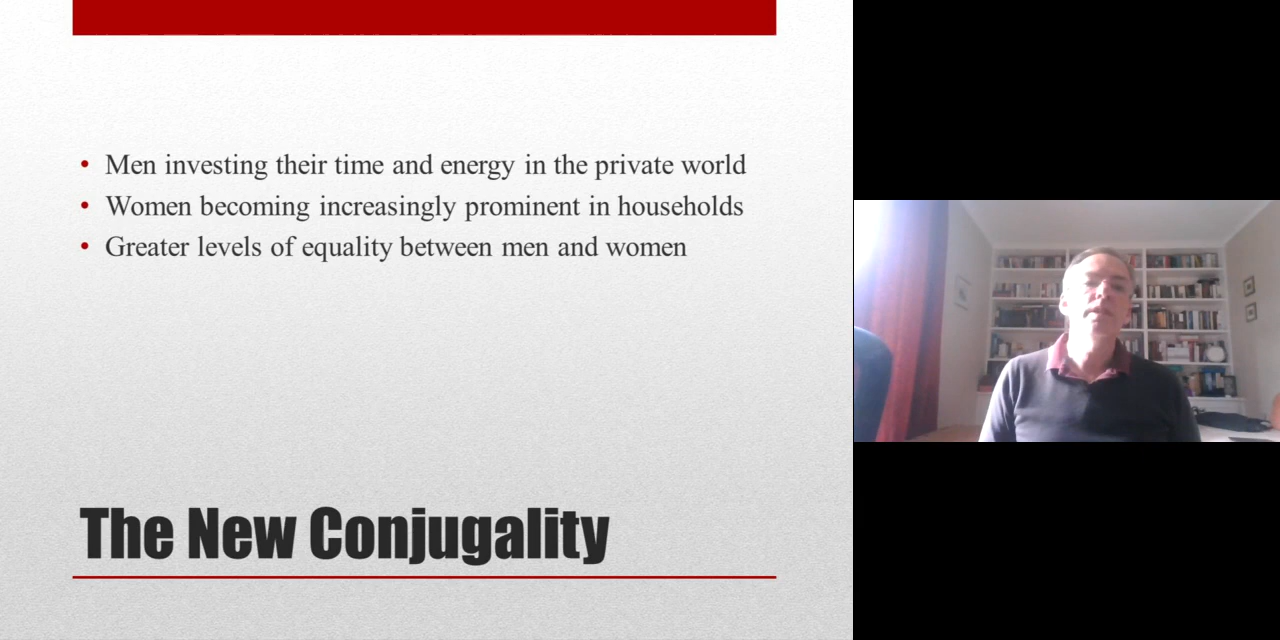 • Men investing their time and energy in the private world
• Women becoming increasingly prominent in households
• Greater levels of equality between men and women
The New Conjugality